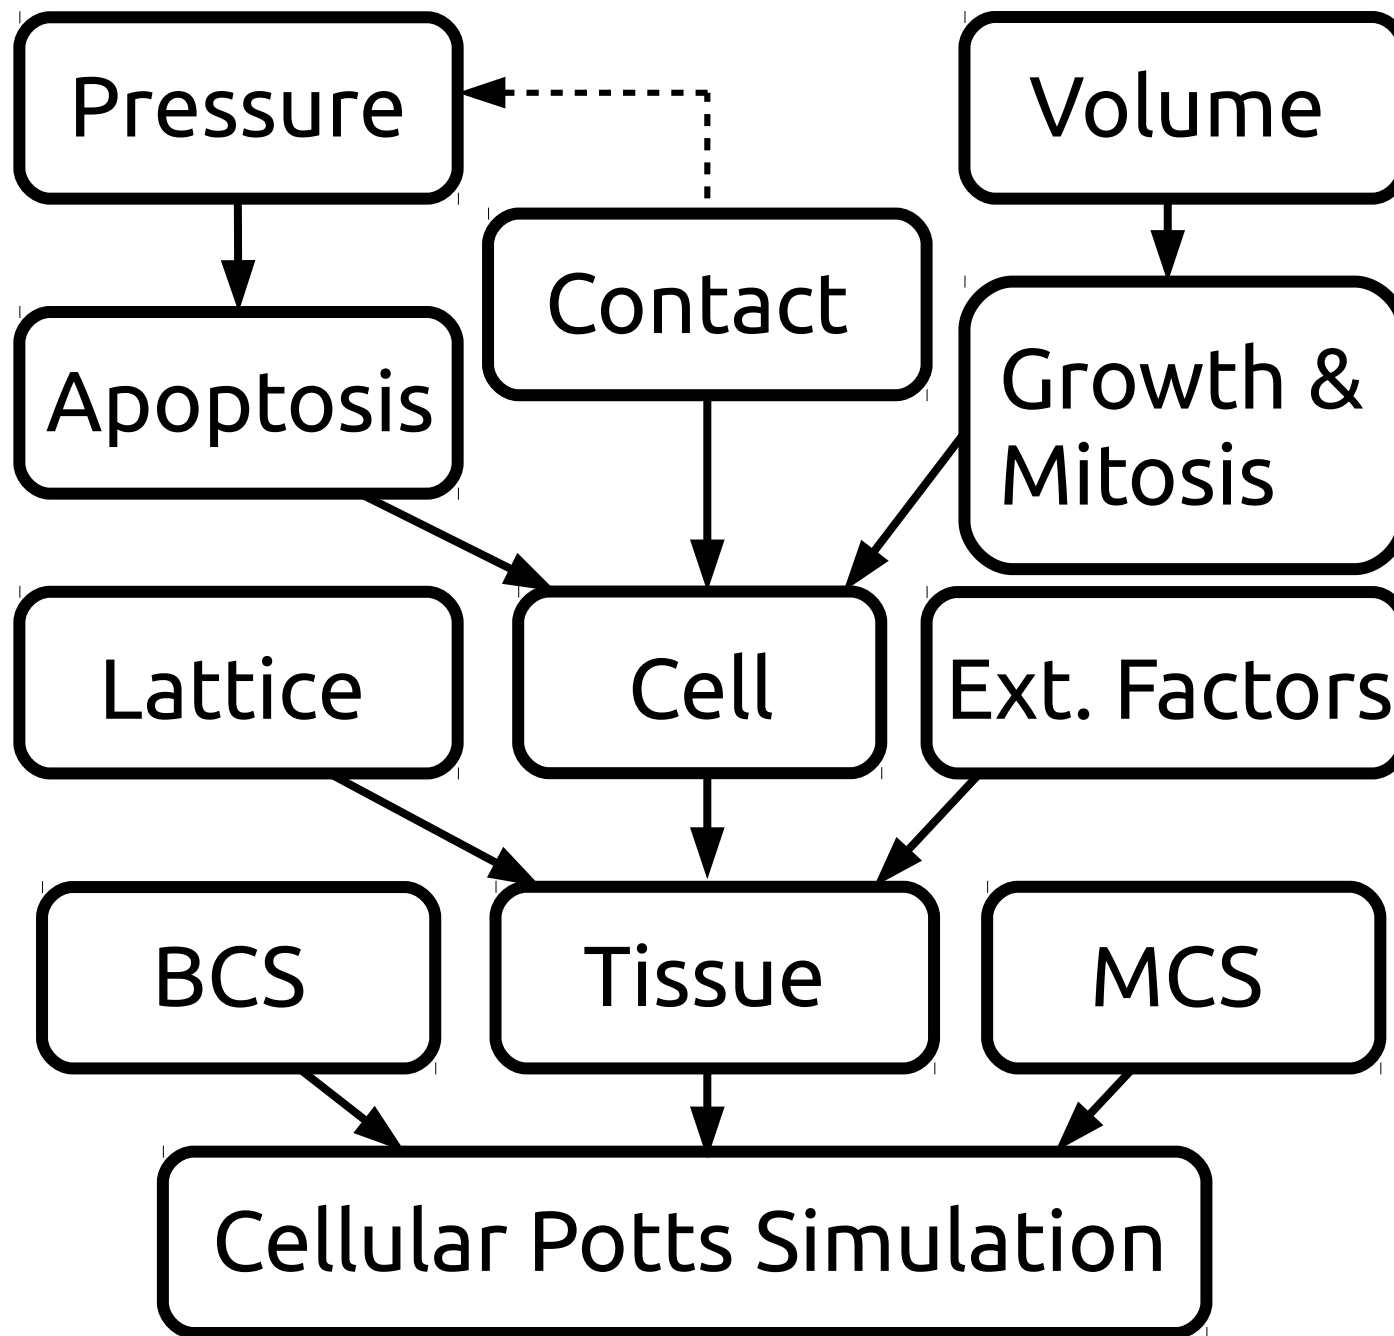 Pressure
Volume
Contact
Apoptosis
Growth &
Mitosis
Lattice
Cell
Ext. Factors
BCS
Tissue
MCS
Cellular Potts Simulation